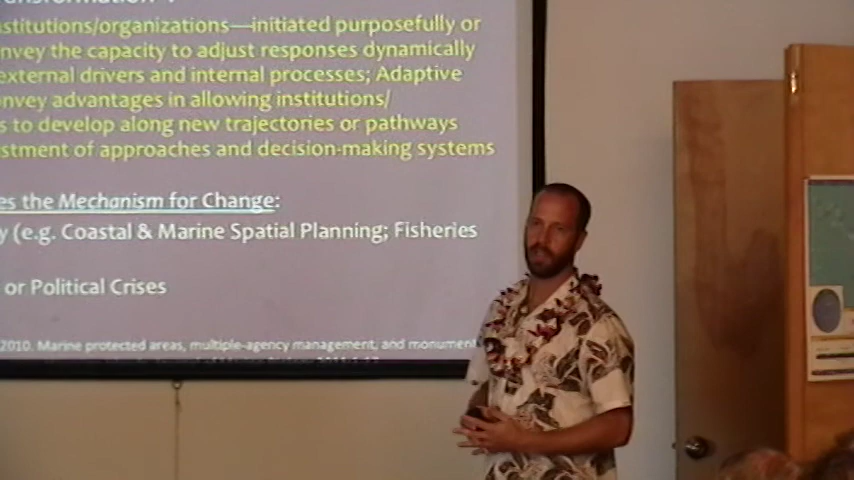 nstitutions/organizations—initiated purposefully or
nvey the capacity to adjust responses dynamically
external drivers and internal processes; Adaptive
onvey advantages in allowing institutions/
s to develop along new trajectories or pathways
stment of approaches and decision-making systems
es the Mechanism for Change:
y (e.g. Coastal & Marine Spatial Planning; Fisheries
or Political Crises
2010. Marine protected areas, multiple-agency management, and monument